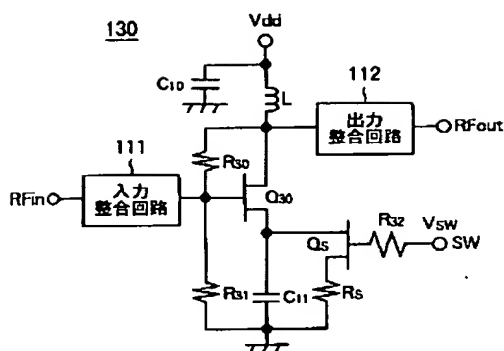 130
Vdd
C10
L
112
出力
整合回路
RFout
111
R30
RFin
入力
整合回路
Q30
QS
R32
VSW
SW
R31
C11
RS